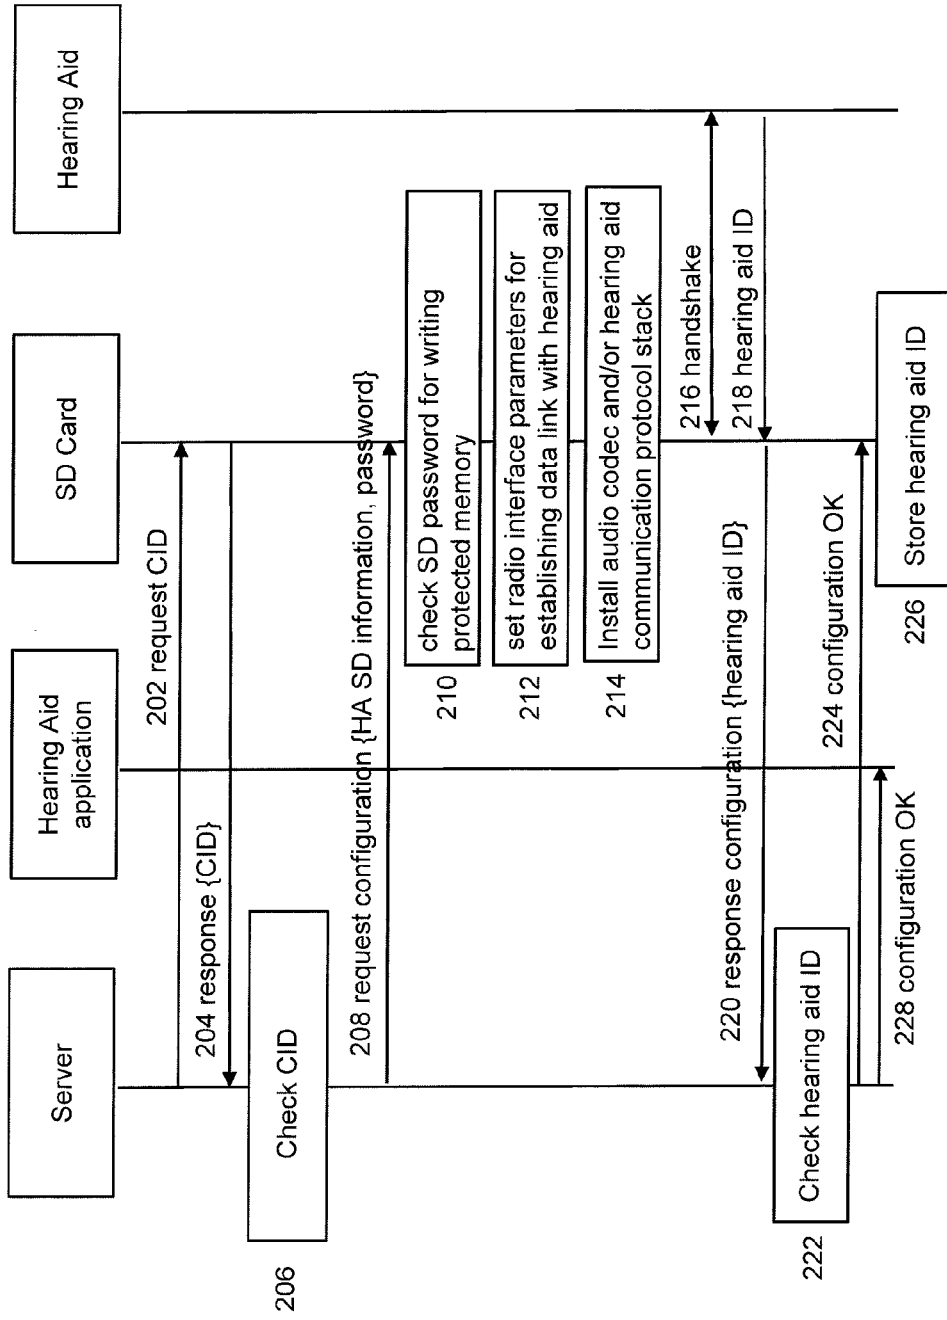 Server
Hearing Aid
application
SD Card
Hearing Aid
202 request CID
204 response {CID}
206
Check CID
208 request configuration {HA SD information, password}
210
check SD password for writing
protected memory
212
set radio interface parameters for
establishing data link with hearing aid
214
Install audio codec and/or hearing aid
communication protocol stack
216 handshake
218 hearing aid ID
220 response configuration {hearing aid ID}
222
Check hearing aid ID
224 configuration OK
226
Store hearing aid ID
228 configuration OK